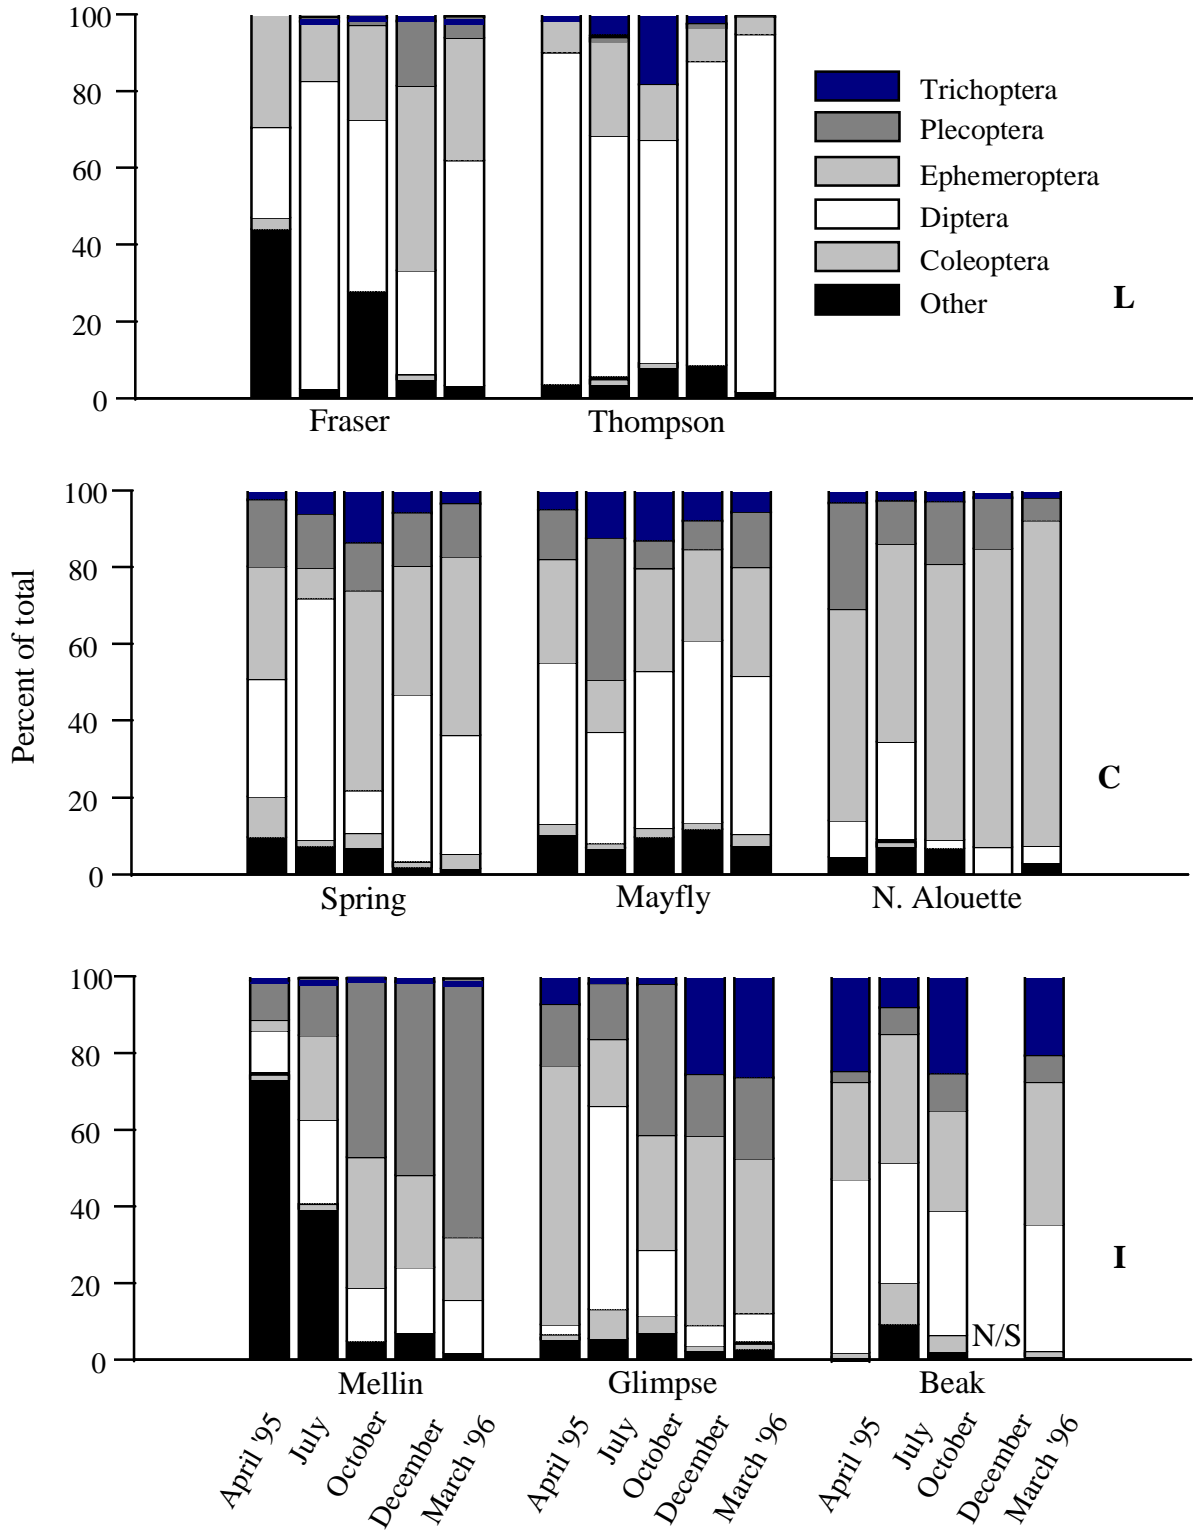 100
80
60
40
20
0
Trichoptera
Plecoptera
Ephemeroptera
Diptera
Coleoptera
Other
L
Fraser
Thompson
Percent of total
100
80
60
40
20
0
C
Spring
Mayfly
N. Alouette
100
80
60
40
20
0
I
N/S
Mellin
Glimpse
Beak
April '95
July
October
December
March '96
April '95
July
October
December
March '96
April '95
July
October
December
March '96